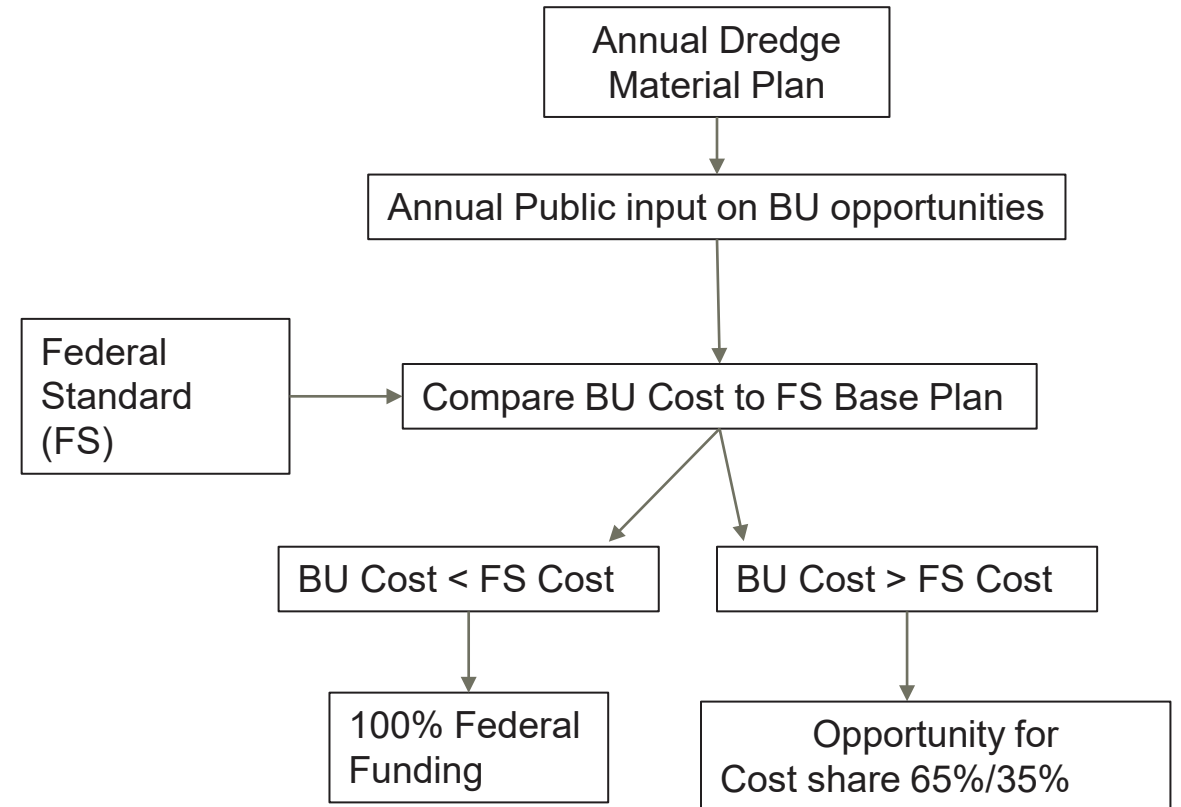 Annual Dredge
Material Plan
Annual Public input on BU opportunities
Federal
Standard
(FS)
Compare BU Cost to FS Base Plan
BU Cost < FS Cost
BU Cost > FS Cost
100% Federal
Funding
Opportunity for
Cost share 65%/35%